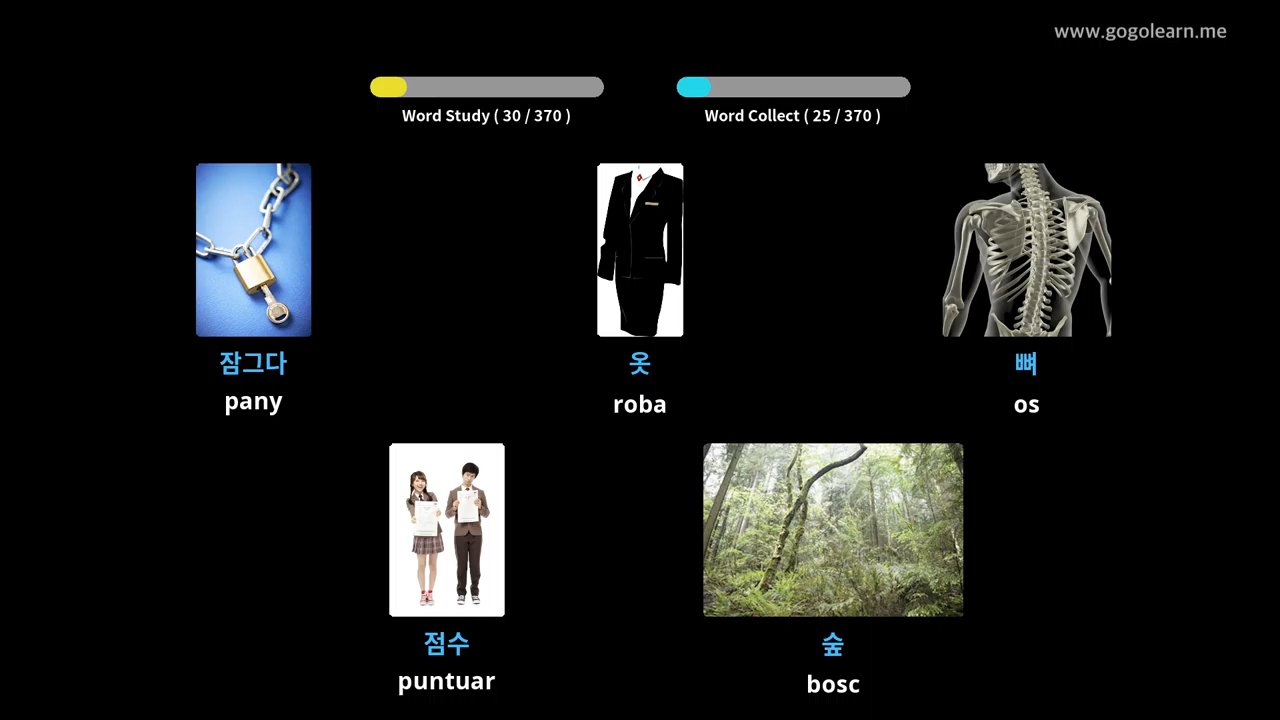 www.gogolearn.me
Word Study ( 30 / 370 )
Word Collect ( 25 / 370 )
잠그다
pany
옷
roba
뼈
os
점수
puntuar
숲
bosc